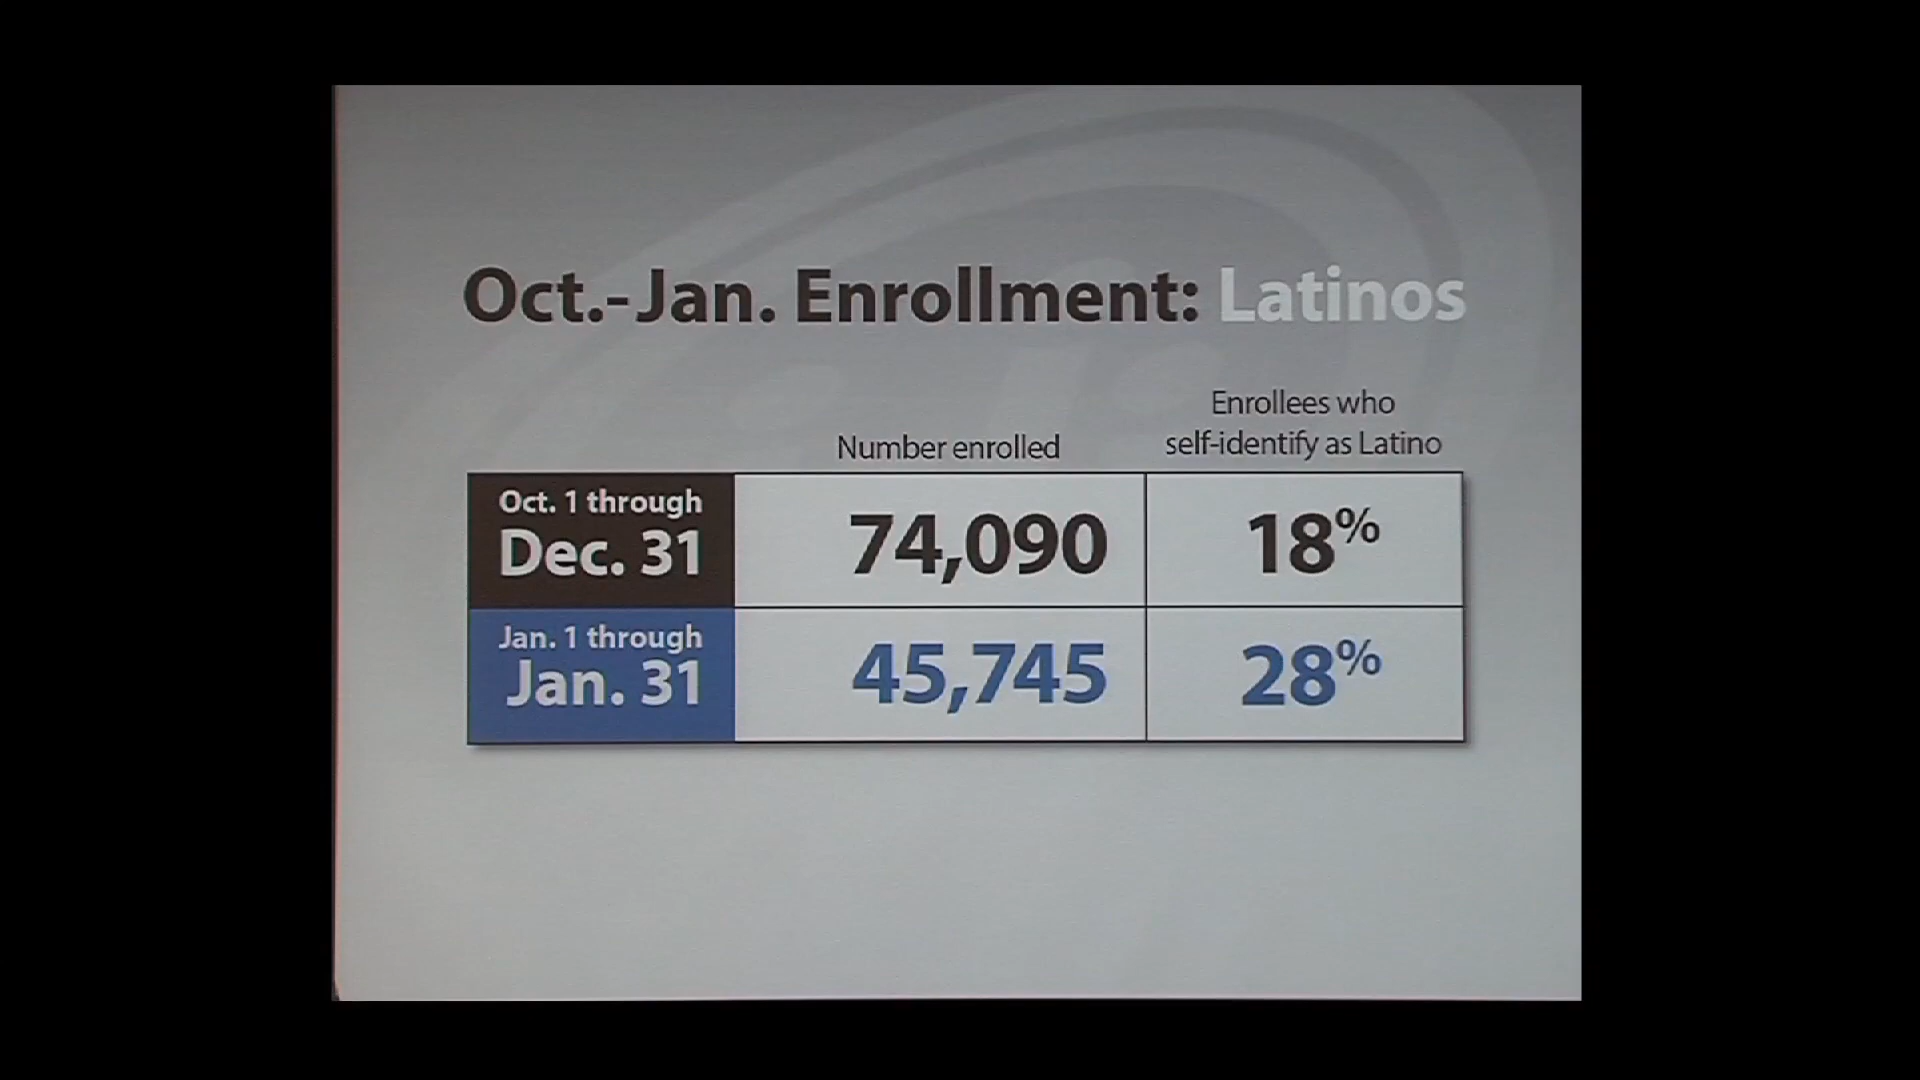 Oct.-Jan. Enrollment: Latinos
Number enrolled
Enrollees who
self-identify as Latino
Oct. 1 through
Dec. 31
74,090
18%
Jan. 1 through
Jan. 31
45,745
28%